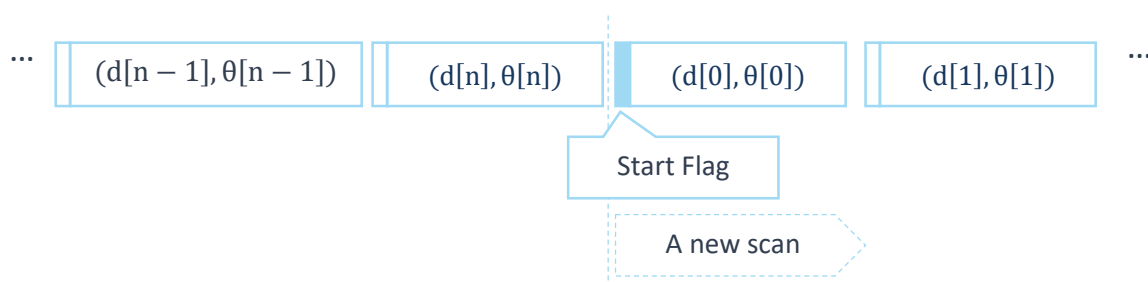 ... (d[n − 1], θ[n − 1]) (d[n], θ[n]) (d[0], θ[0]) (d[1], θ[1]) ...
Start Flag
A new scan